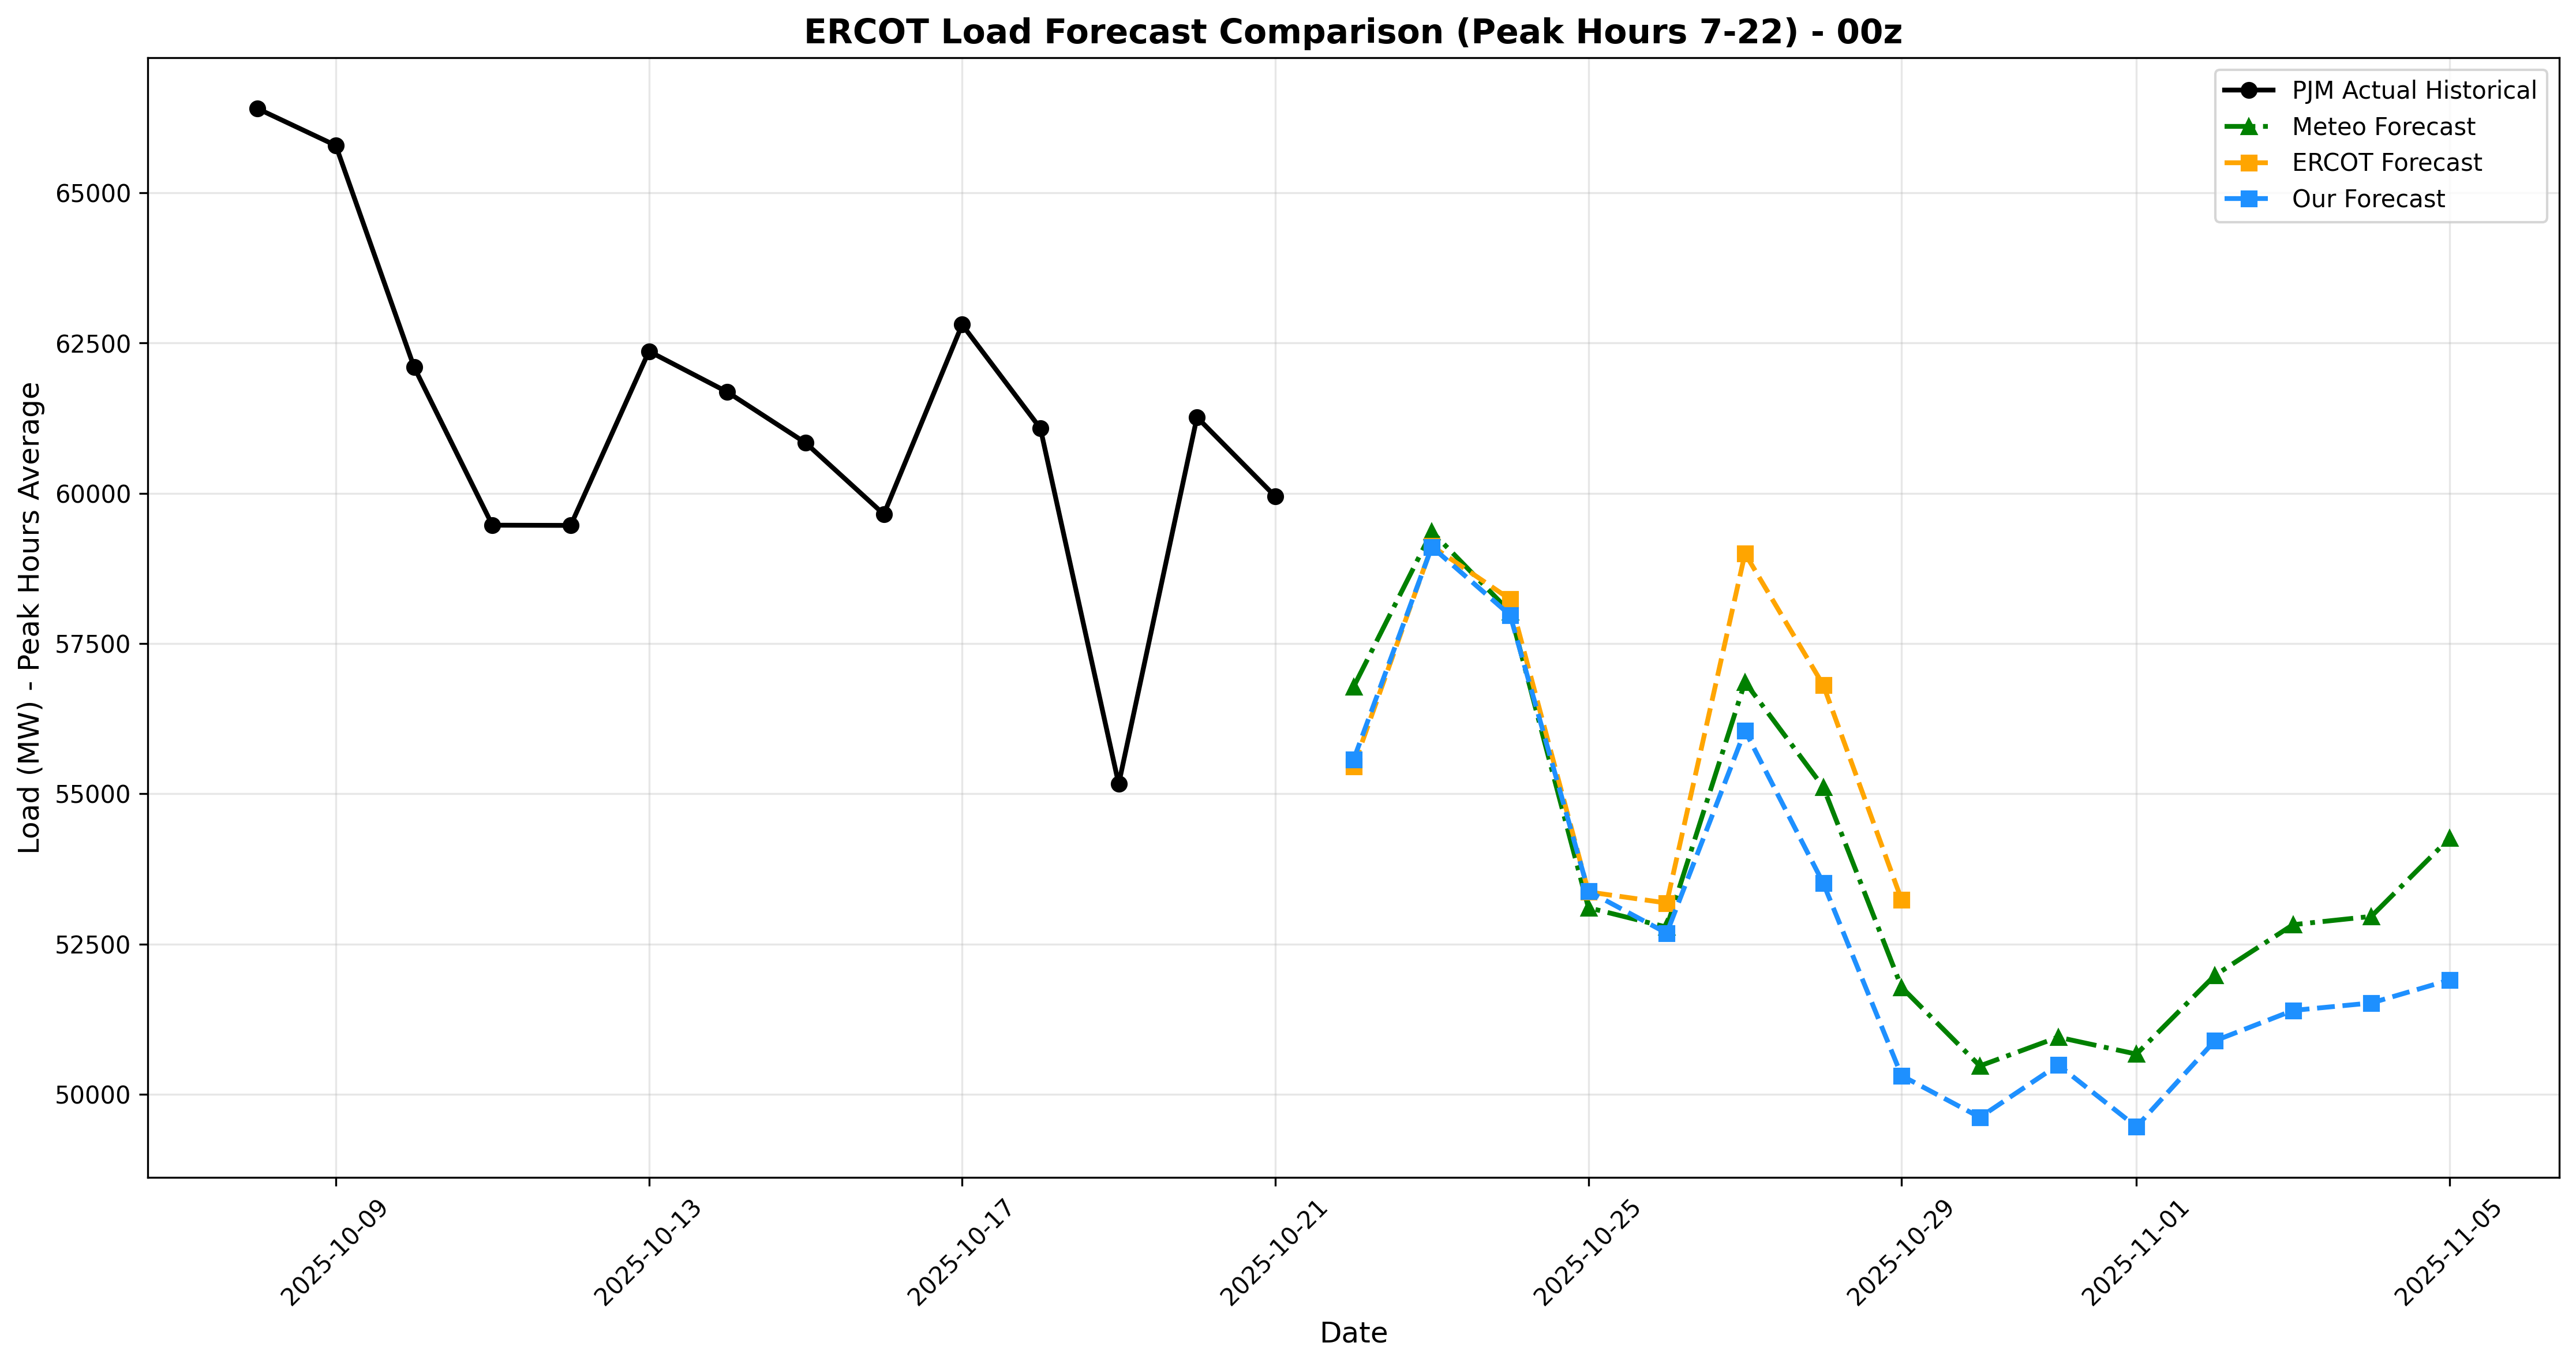 ERCOT Load Forecast Comparison (Peak Hours 7-22) - 00z
PJM Actual Historical
Meteo Forecast
ERCOT Forecast
Our Forecast
Load (MW) - Peak Hours Average
65000
62500
60000
57500
55000
52500
50000
2025-10-09
2025-10-13
2025-10-17
2025-10-21
2025-10-25
2025-10-29
2025-11-01
2025-11-05
Date